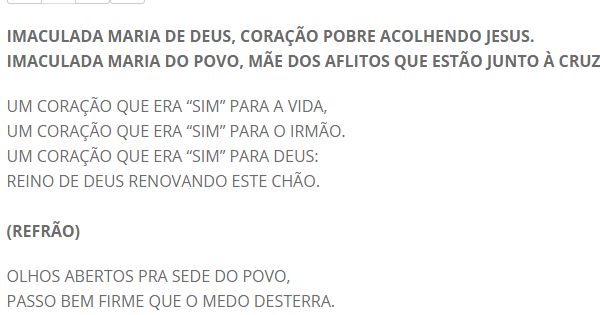 IMACULADA MARIA DE DEUS, CORAÇÃO POBRE ACOLHENDO JESUS.
IMACULADA MARIA DO POVO, MÃE DOS AFLITOS QUE ESTÃO JUNTO À CRUZ
UM CORAÇÃO QUE ERA “SIM” PARA A VIDA,
UM CORAÇÃO QUE ERA “SIM” PARA O IRMÃO.
UM CORAÇÃO QUE ERA “SIM” PARA DEUS:
REINO DE DEUS RENOVANDO ESTE CHÃO.
(REFRÃO)
OLHOS ABERTOS PRA SEDE DO POVO,
PASSO BEM FIRME QUE O MEDO DESTERRA.